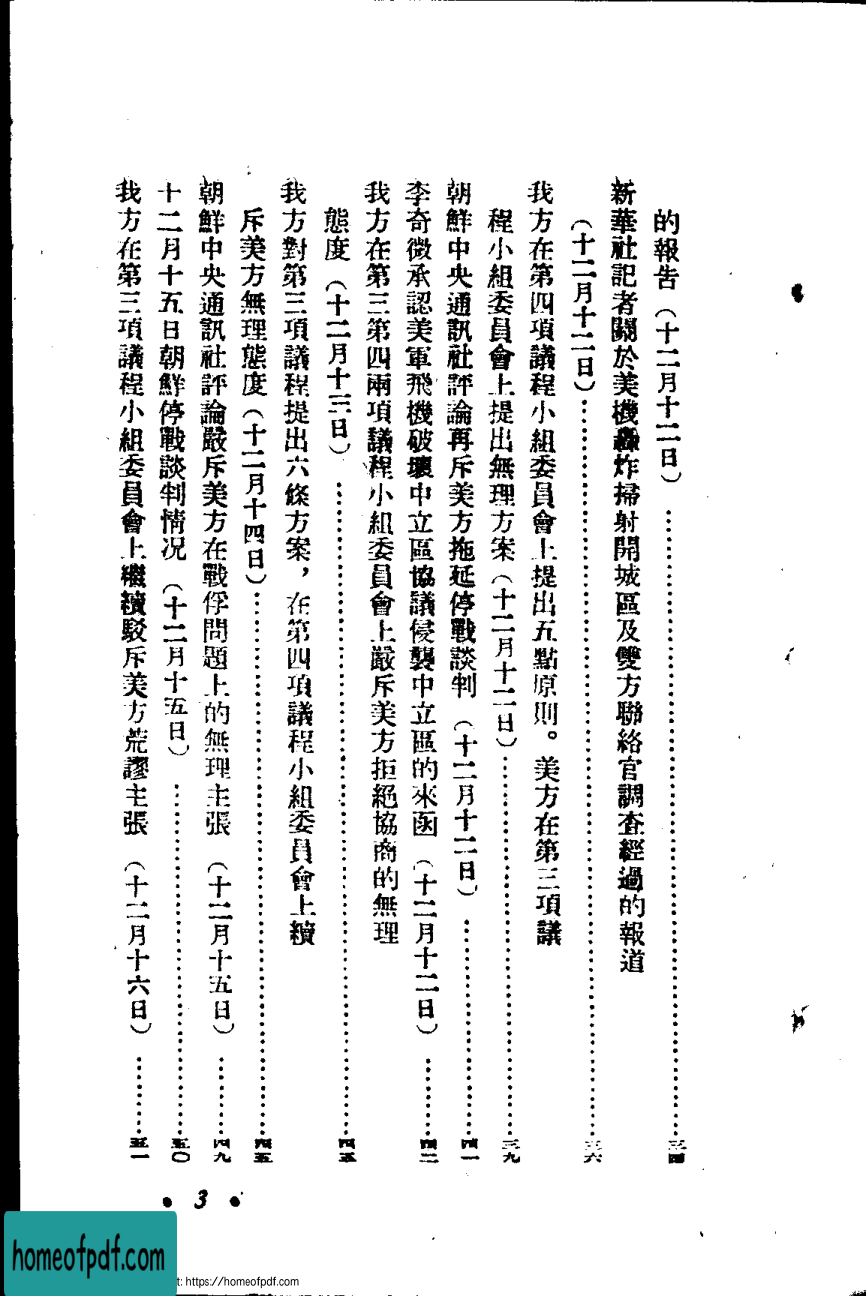 的報告（十二月十二日）……三四
新華社記者關於美機轟炸掃射開城區及雙方聯絡官調查經過的報道
（十二月十二日）……三六
我方在第四項議程小組委員會上提出五點原則。美方在第三項議
程小組委員會上提出無理方案（十二月十二日）……三九
朝鮮中央通訊社評論再斥美方拖延停戰談判（十二月十二日）……四一
李奇微承認美軍飛機破壞中立區協議侵襲中立區的來函（十二月十二日）……四二
我方在第三第四兩項議程小組委員會上嚴斥美方拒絕協商的無理
態度（十二月十三日）……四五
我方對第三項議程提出六條方案，在第四項議程小組委員會上續
斥美方無理態度（十二月十四日）……四五
朝鮮中央通訊社評論嚴斥美方在戰俘問題上的無理主張（十二月十五日）……四九
十二月十五日朝鮮停戰談判情况（十二月十五日）……五〇
我方在第三項議程小組委員會上繼續駁斥美方荒謬主張（十二月十六日）……五一
• 3 •
homeofpdf.com
t: https://homeofpdf.com